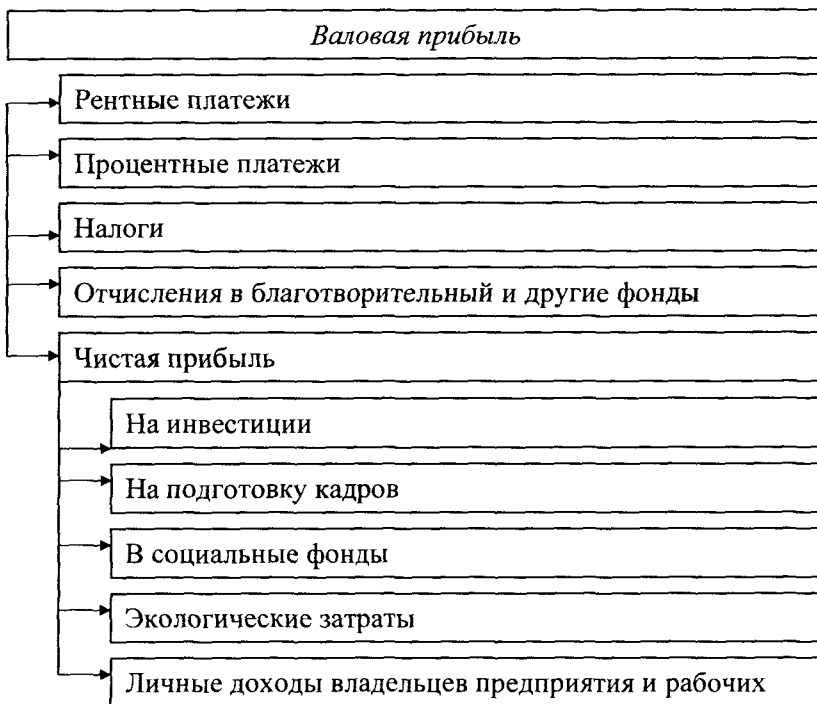 Валовая прибыль
Рентные платежи
Процентные платежи
Налоги
Отчисления в благотворительный и другие фонды
Чистая прибыль
На инвестиции
На подготовку кадров
В социальные фонды
Экологические затраты
Личные доходы владельцев предприятия и рабочих